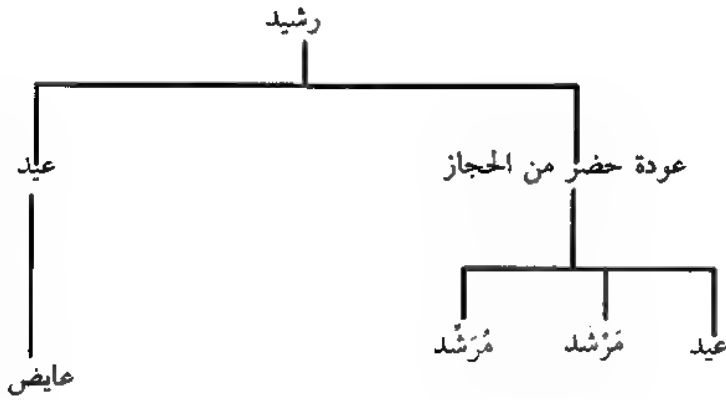 رشيد
عودة حضر من الحجاز
عيد
عيد
مَرْشد
مُرَشَّد
عايض